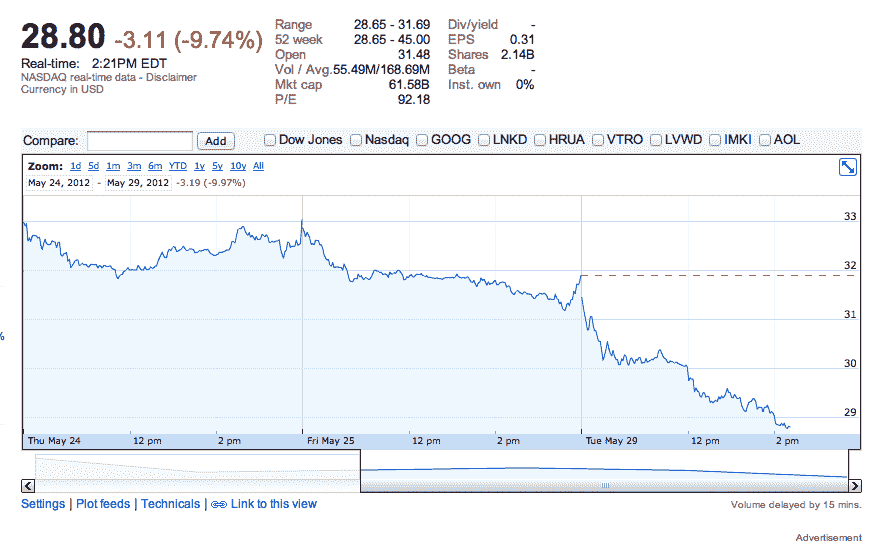 28.80 -3.11 (-9.74%)
Real-time: 2:21PM EDT
NASDAQ real-time data - Disclaimer
Currency in USD
Range 28.65 - 31.69 Div/yield -
52 week 28.65 - 45.00 EPS 0.31
Open 31.48 Shares 2.14B
Vol / Avg. 55.49M/168.69M Beta -
Mkt cap 61.58B Inst. own 0%
P/E 92.18
Compare: Add Dow Jones Nasdaq GOOG LNKD HRUA VTRO LVWD IMKI AOL
Zoom: 1d 5d 1m 3m 6m YTD 1y 5y 10y All
May 24, 2012 - May 29, 2012 -3.19 (-9.97%)
33
32
31
%
30
29
Thu May 24 12 pm 2 pm Fri May 25 12 pm 2 pm Tue May 29 12 pm 2 pm
Settings | Plot feeds | Technicals | Link to this view Volume delayed by 15 mins.
Advertisement